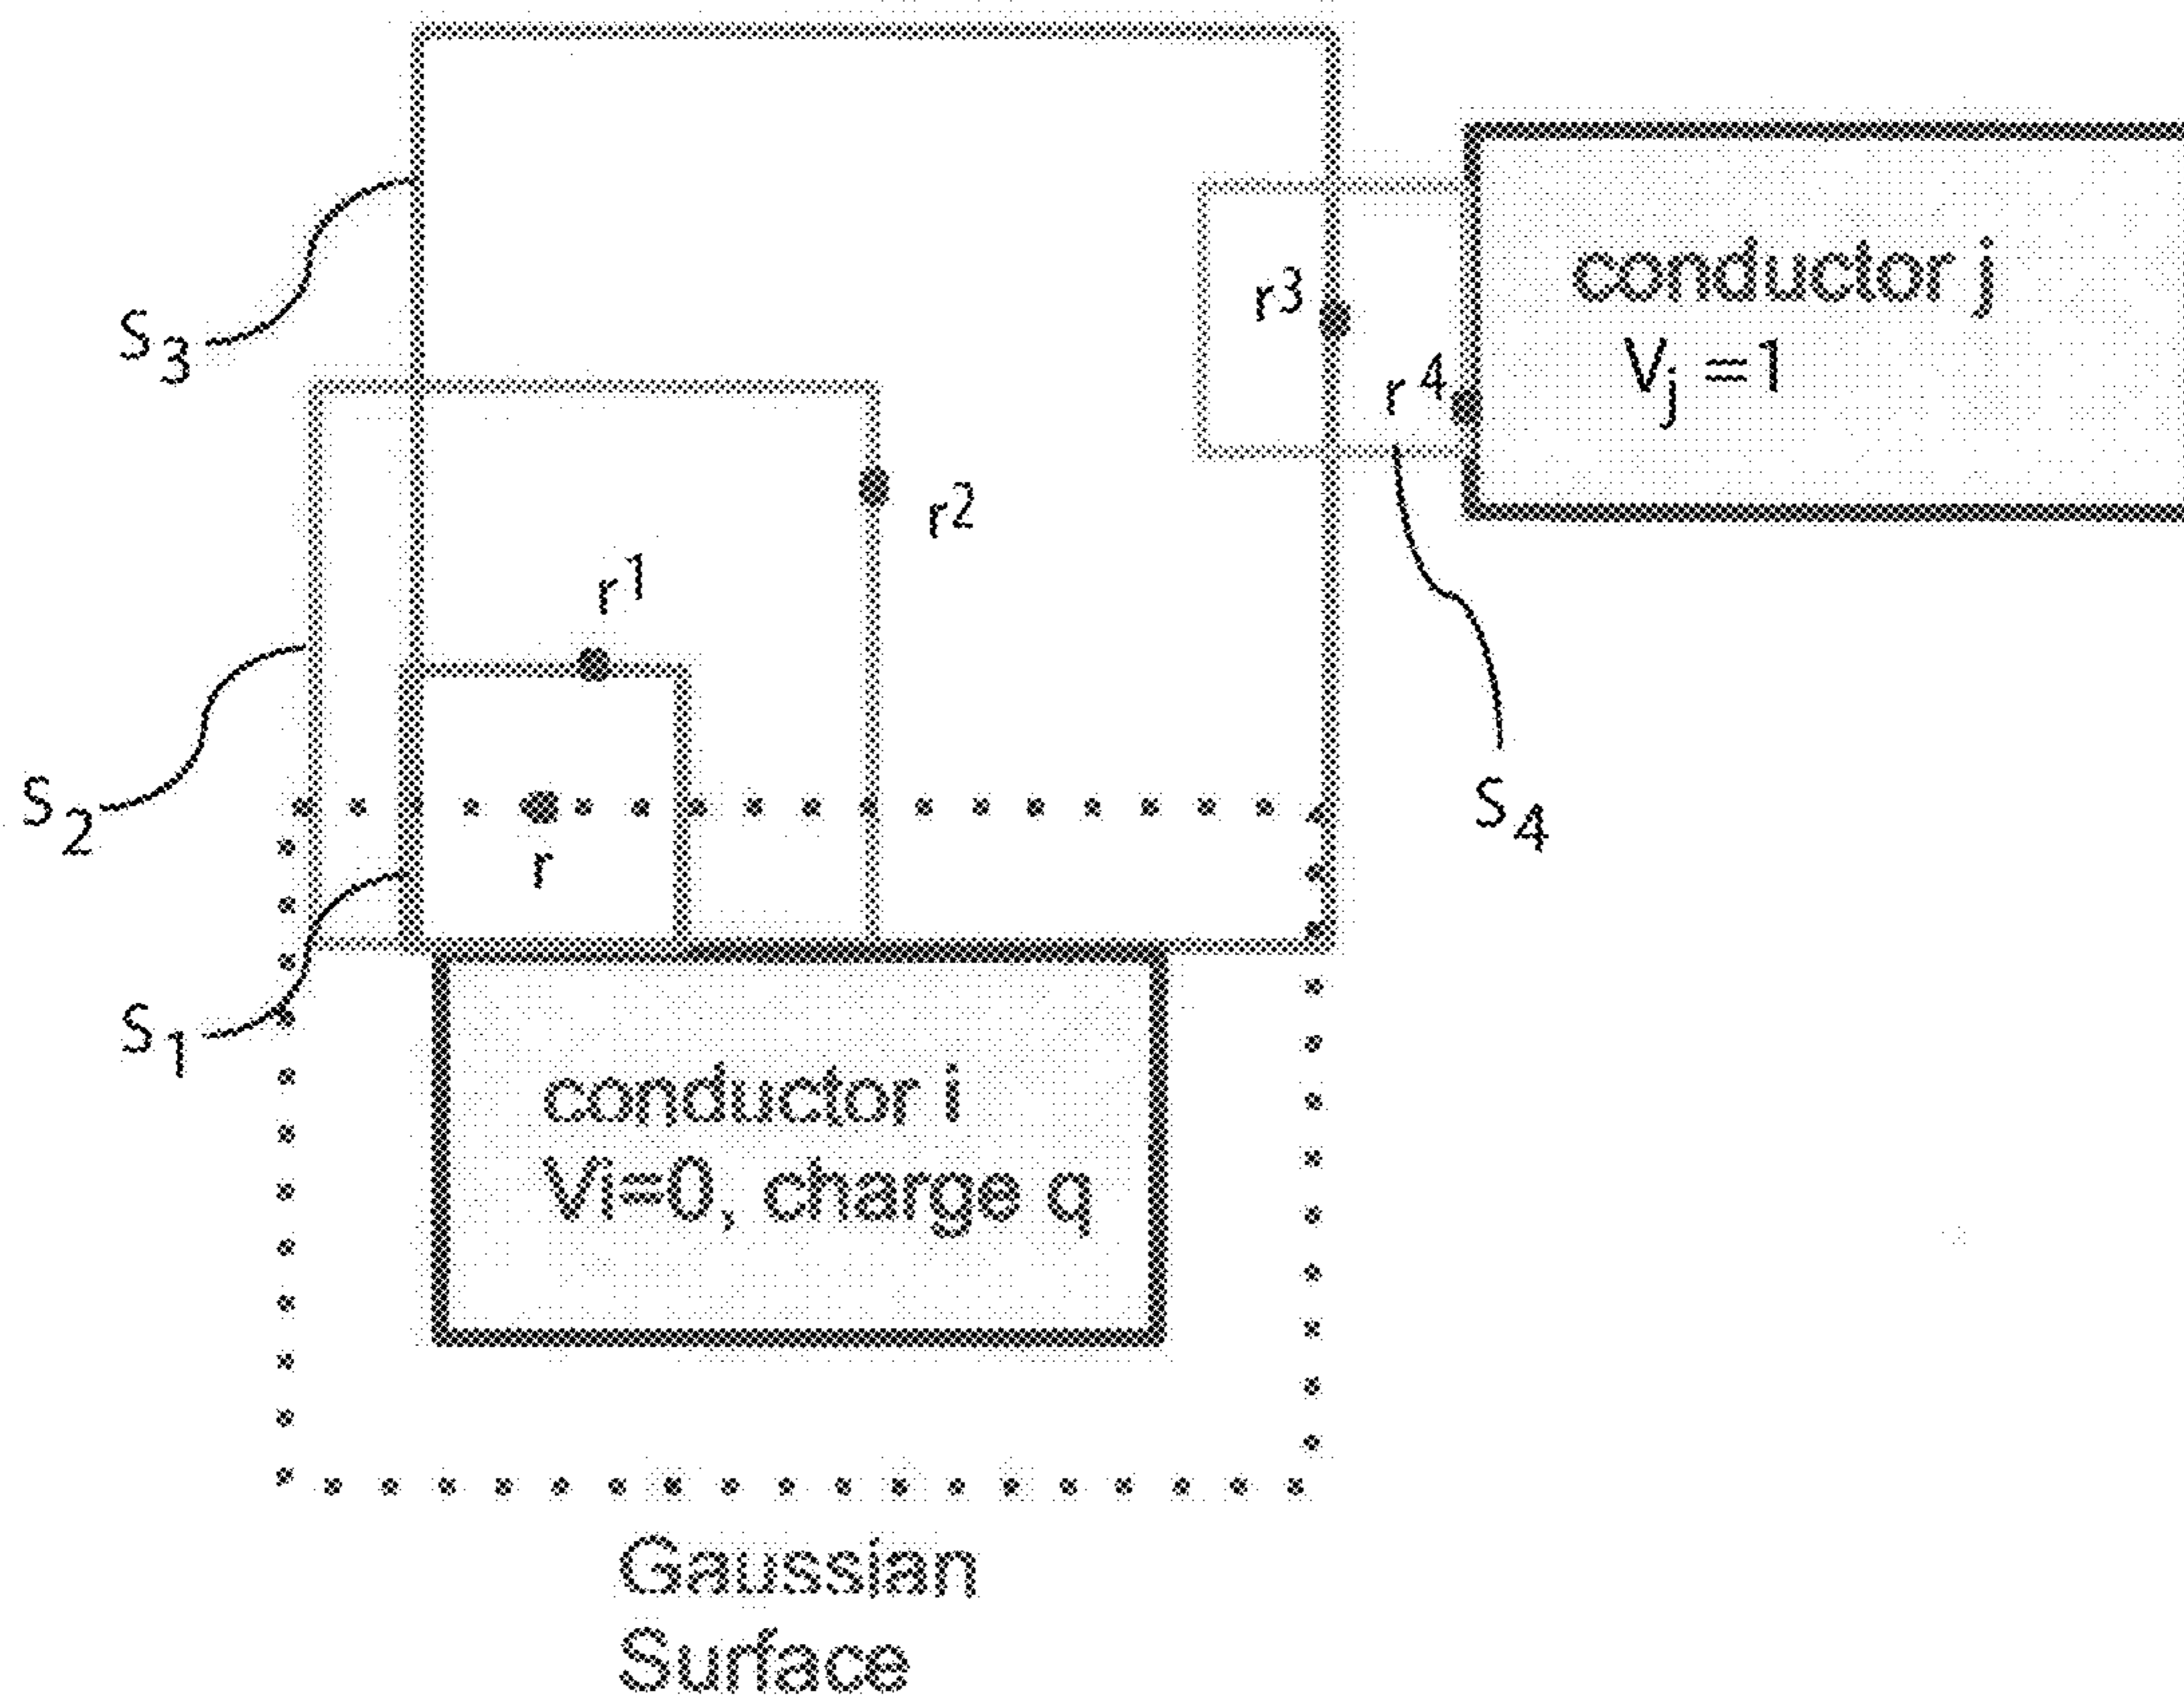 S3
r3
conductor j
r4
Vj =1
r2
r1
S2
r
S4
S1
conductor i
Vi=0, charge q
Gaussian
Surface